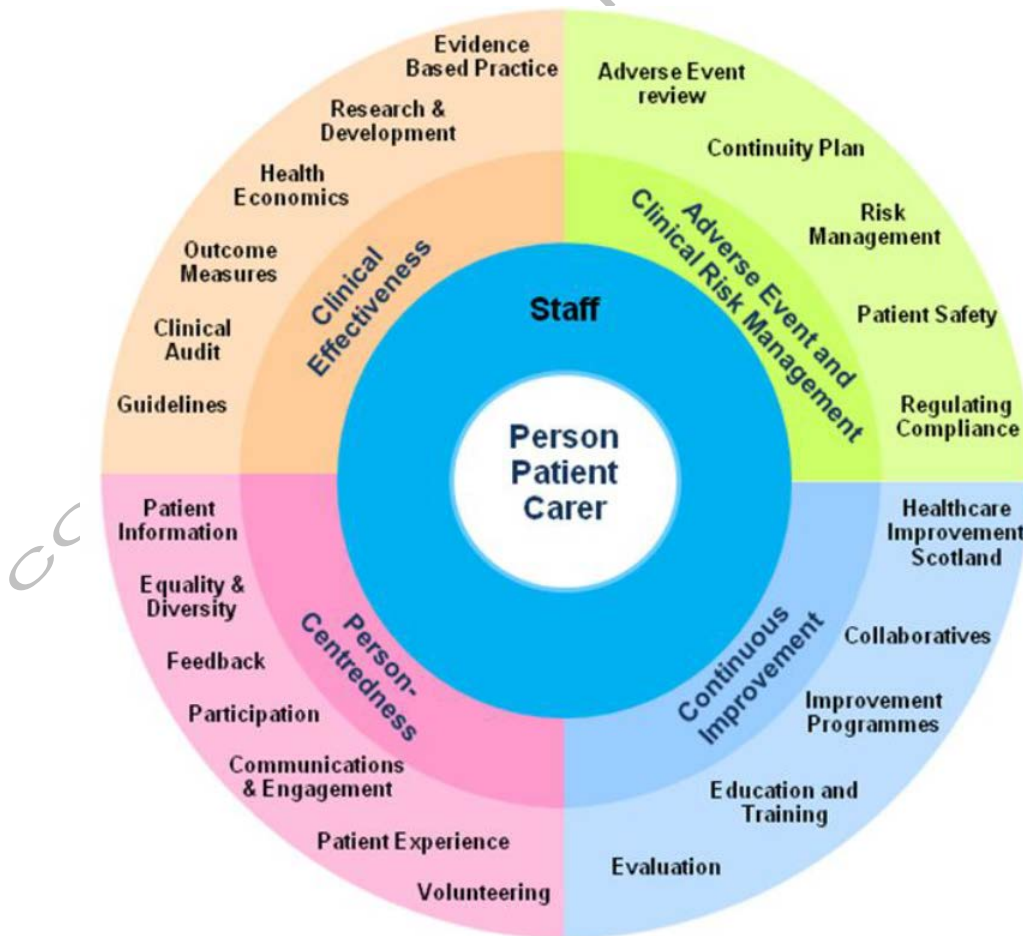 Evidence
Based Practice
Research &
Development
Health
Economics
Outcome
Measures
Clinical
Audit
Guidelines
Clinical
Effectiveness
Adverse Event
review
Continuity Plan
Risk
Management
Patient Safety
Regulating
Compliance
Adverse Event and
Clinical Risk Management
Staff
Person
Patient
Carer
Patient
Information
Equality &
Diversity
Feedback
Participation
Communications
& Engagement
Patient Experience
Volunteering
Person-
Centredness
Healthcare
Improvement
Scotland
Collaboratives
Improvement
Programmes
Education and
Training
Evaluation
Continuous
Improvement